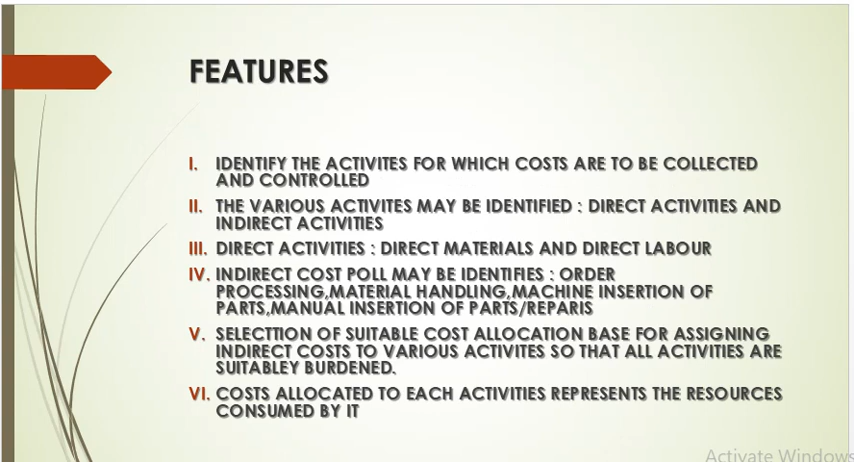 FEATURES
I. IDENTIFY THE ACTIVITES FOR WHICH COSTS ARE TO BE COLLECTED
AND CONTROLLED
II. THE VARIOUS ACTIVITES MAY BE IDENTIFIED : DIRECT ACTIVITIES AND
INDIRECT ACTIVITIES
III. DIRECT ACTIVITIES : DIRECT MATERIALS AND DIRECT LABOUR
IV. INDIRECT COST POLL MAY BE IDENTIFIES : ORDER
PROCESSING,MATERIAL HANDLING,MACHINE INSERTION OF
PARTS,MANUAL INSERTION OF PARTS/REPARIS
V. SELECTTION OF SUITABLE COST ALLOCATION BASE FOR ASSIGNING
INDIRECT COSTS TO VARIOUS ACTIVITES SO THAT ALL ACTIVITIES ARE
SUITABLEY BURDENED.
VI. COSTS ALLOCATED TO EACH ACTIVITIES REPRESENTS THE RESOURCES
CONSUMED BY IT
Activate Windows